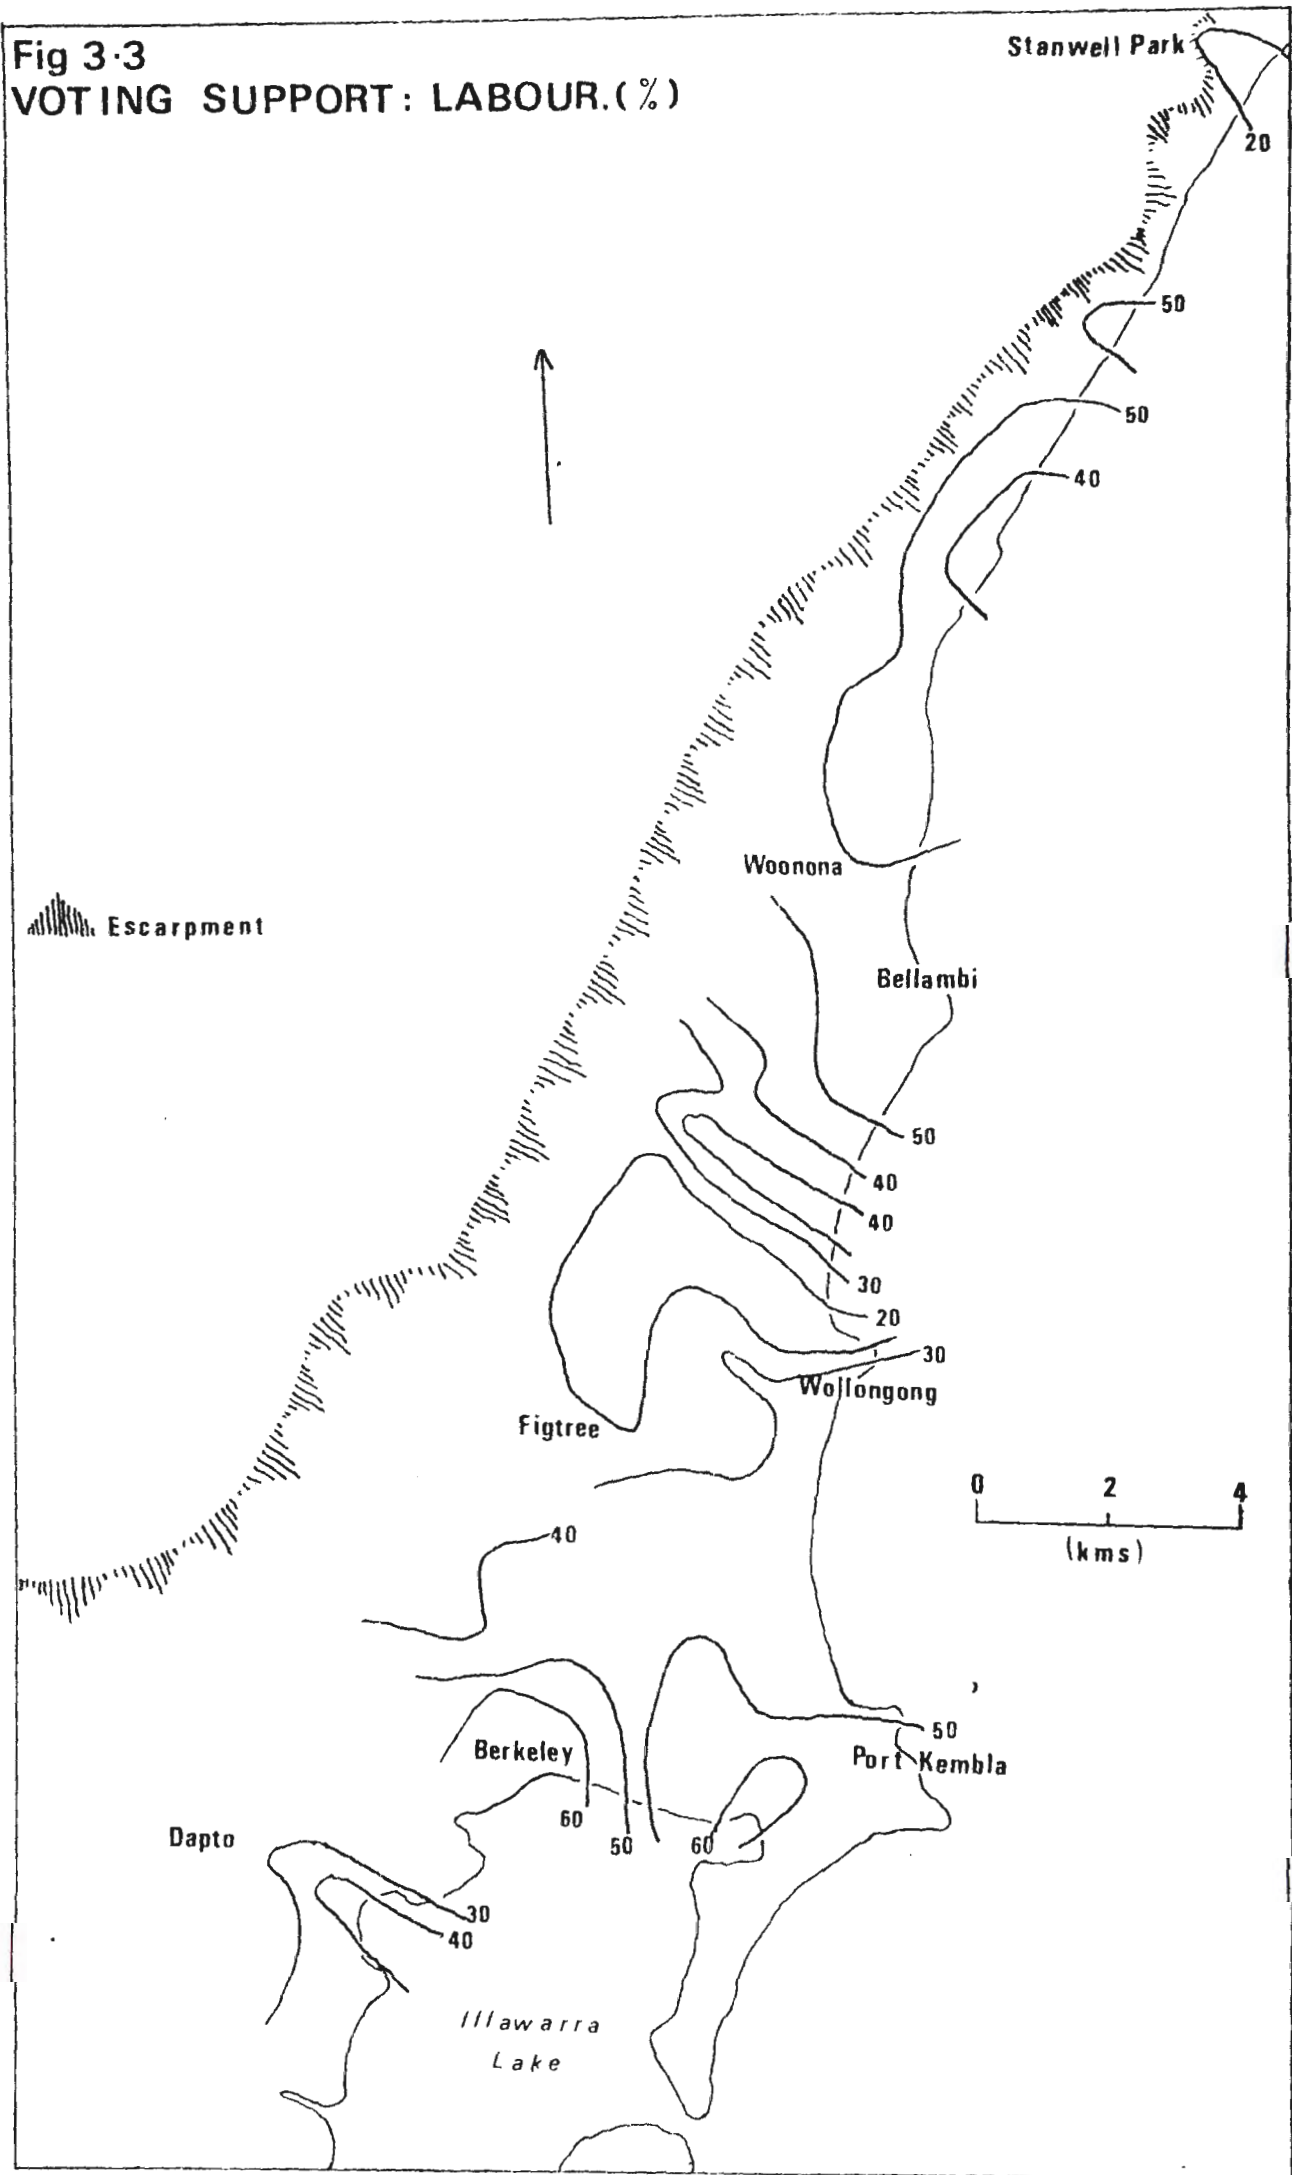 Fig 3·3
VOTING SUPPORT: LABOUR.(%)
Stanwell Park
20
50
50
40
Woonona
Escarpment
Bellambi
50
40
40
30
20
30
Wollongong
Figtree
0 2 4
(kms)
40
50
Berkeley
Port Kembla
60
50
60
Dapto
30
40
Illawarra
Lake